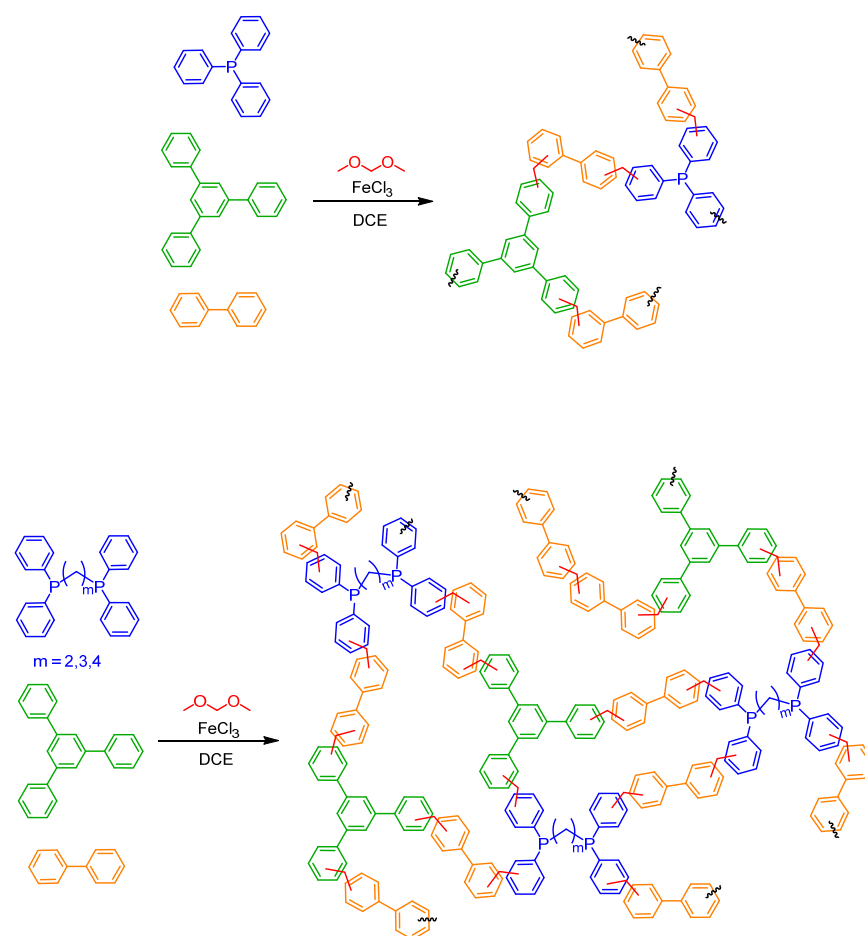 P
O O
FeCl3
DCE
P
P m P
m = 2,3,4
O O
FeCl3
DCE
P m P
P m P
P m P